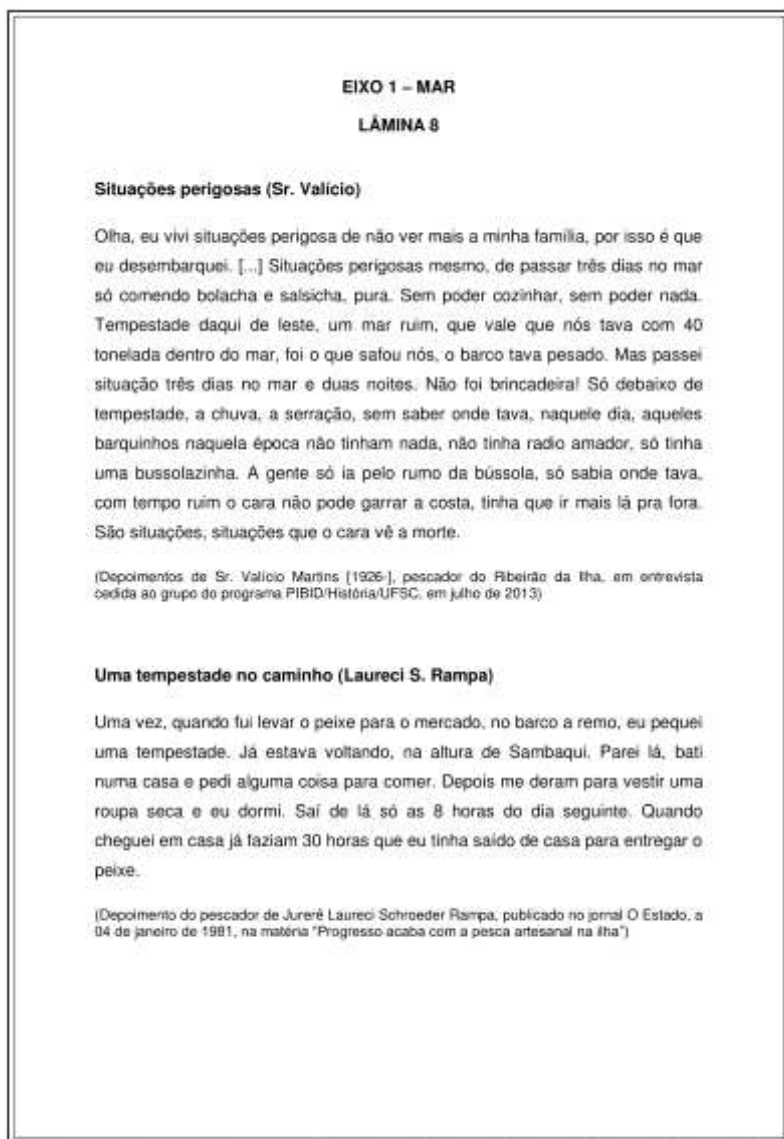 EIXO 1 – MAR
LÂMINA 8
Situações perigosas (Sr. Valício)
Olha, eu vivi situações perigosa de não ver mais a minha família, por isso é que
eu desembarquei. [...] Situações perigosas mesmo, de passar três dias no mar
só comendo bolacha e salsicha, pura. Sem poder cozinhar, sem poder nada.
Tempestade daqui de leste, um mar ruim, que vale que nós tava com 40
tonelada dentro do mar, foi o que safou nós, o barco tava pesado. Mas passei
situação três dias no mar e duas noites. Não foi brincadeira! Só debaixo de
tempestade, a chuva, a serração, sem saber onde tava, naquele dia, aqueles
barquinhos naquela época não tinham nada, não tinha radio amador, só tinha
uma bussolazinha. A gente só ia pelo rumo da bússola, só sabia onde tava,
com tempo ruim o cara não pode garrar a costa, tinha que ir mais lá pra fora.
São situações, situações que o cara vê a morte.
(Depoimentos de Sr. Valício Martins [1926-], pescador do Ribeirão da Ilha, em entrevista
cedida ao grupo do programa PIBID/História/UFSC, em julho de 2013)
Uma tempestade no caminho (Laureci S. Rampa)
Uma vez, quando fui levar o peixe para o mercado, no barco a remo, eu peguei
uma tempestade. Já estava voltando, na altura de Sambaqui. Parei lá, bati
numa casa e pedi alguma coisa para comer. Depois me deram para vestir uma
roupa seca e eu dormi. Saí de lá só as 8 horas do dia seguinte. Quando
cheguei em casa já faziam 30 horas que eu tinha saído de casa para entregar o
peixe.
(Depoimento do pescador de Jurerê Laureci Schroeder Rampa, publicado no jornal O Estado, a
04 de janeiro de 1981, na matéria "Progresso acaba com a pesca artesanal na ilha")